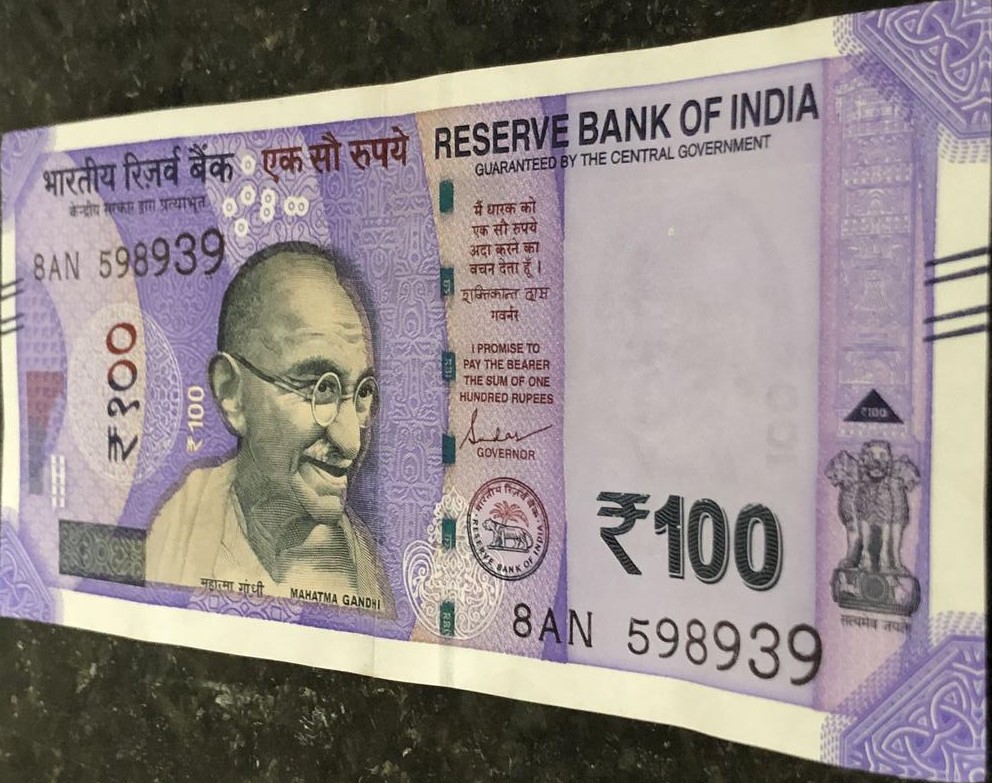 भारतीय रिज़र्व बैंक
केन्द्रीय सरकार द्वारा प्रत्याभूत
एक सौ रुपये
RESERVE BANK OF INDIA
GUARANTEED BY THE CENTRAL GOVERNMENT
8AN 598939
₹१००
₹100
मैं धारक को
एक सौ रुपये
अदा करने का
वचन देता हूँ।
शक्तिकान्त दास
गवर्नर
I PROMISE TO
PAY THE BEARER
THE SUM OF ONE
HUNDRED RUPEES
GOVERNOR
भारतीय रिज़र्व बैंक
RESERVE BANK OF INDIA
महात्मा गांधी
MAHATMA GANDHI
₹100
8AN 598939
₹100
सत्यमेव जयते